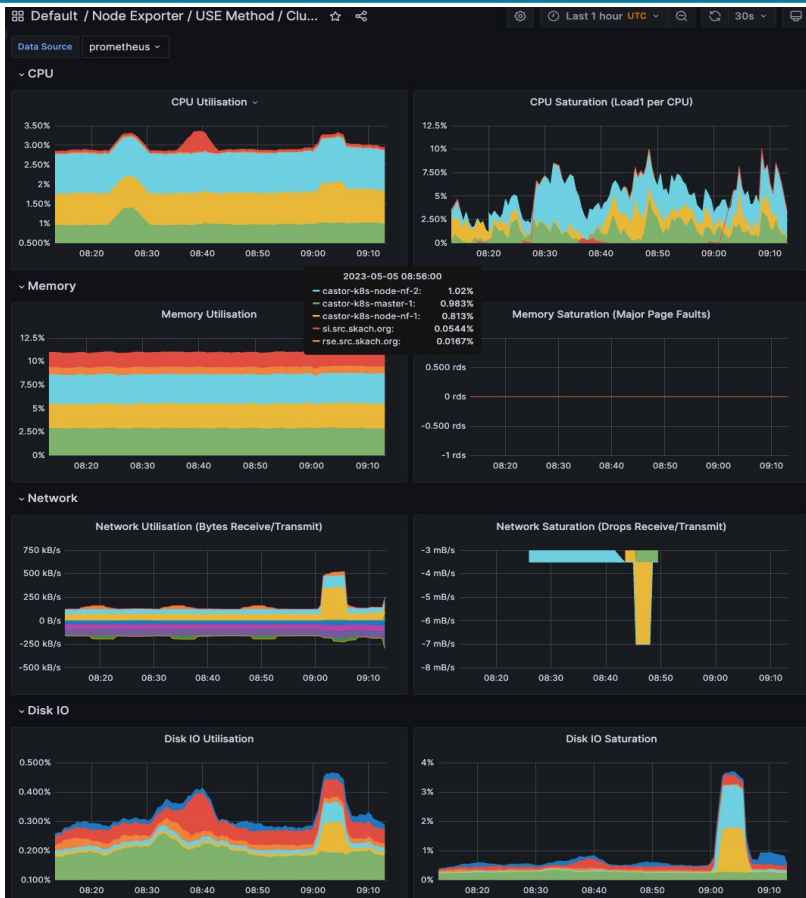 Default / Node Exporter / USE Method / Clu...
Last 1 hour UTC
30s
Data Source
prometheus
CPU
CPU Utilisation
3.50%
3.00%
2.50%
2%
1.50%
1%
0.500%
08:20 08:30 08:40 08:50 09:00 09:10
CPU Saturation (Load1 per CPU)
12.5%
10%
7.50%
5%
2.50%
0%
08:20 08:30 08:40 08:50 09:00 09:10
2023-05-05 08:56:00
castor-k8s-node-nf-2: 1.02%
castor-k8s-master-1: 0.983%
castor-k8s-node-nf-1: 0.813%
si.src.skach.org: 0.0544%
rse.src.skach.org: 0.0167%
Memory
Memory Utilisation
12.5%
10%
7.50%
5%
2.50%
0%
08:20 08:30 08:40 08:50 09:00 09:10
Memory Saturation (Major Page Faults)
0.500 rds
0 rds
-0.500 rds
-1 rds
08:20 08:30 08:40 08:50 09:00 09:10
Network
Network Utilisation (Bytes Receive/Transmit)
750 kB/s
500 kB/s
250 kB/s
0 B/s
-250 kB/s
-500 kB/s
08:20 08:30 08:40 08:50 09:00 09:10
Network Saturation (Drops Receive/Transmit)
-3 mB/s
-4 mB/s
-5 mB/s
-6 mB/s
-7 mB/s
-8 mB/s
08:20 08:30 08:40 08:50 09:00 09:10
Disk IO
Disk IO Utilisation
0.500%
0.400%
0.300%
0.200%
0.100%
08:20 08:30 08:40 08:50 09:00 09:10
Disk IO Saturation
4%
3%
2%
1%
0%
08:20 08:30 08:40 08:50 09:00 09:10